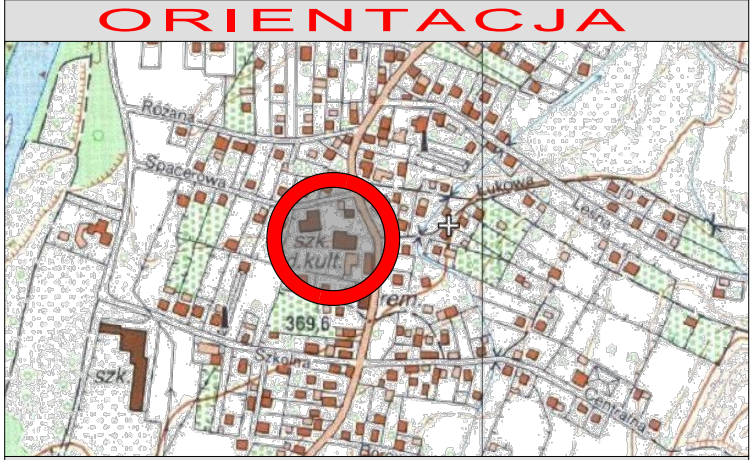 ORIENTACJA
Różana
Spacerowa
Łukowa
Leśna
szk.
d.kult.
rem.
369,6
Szkolna
szk.
Centralna